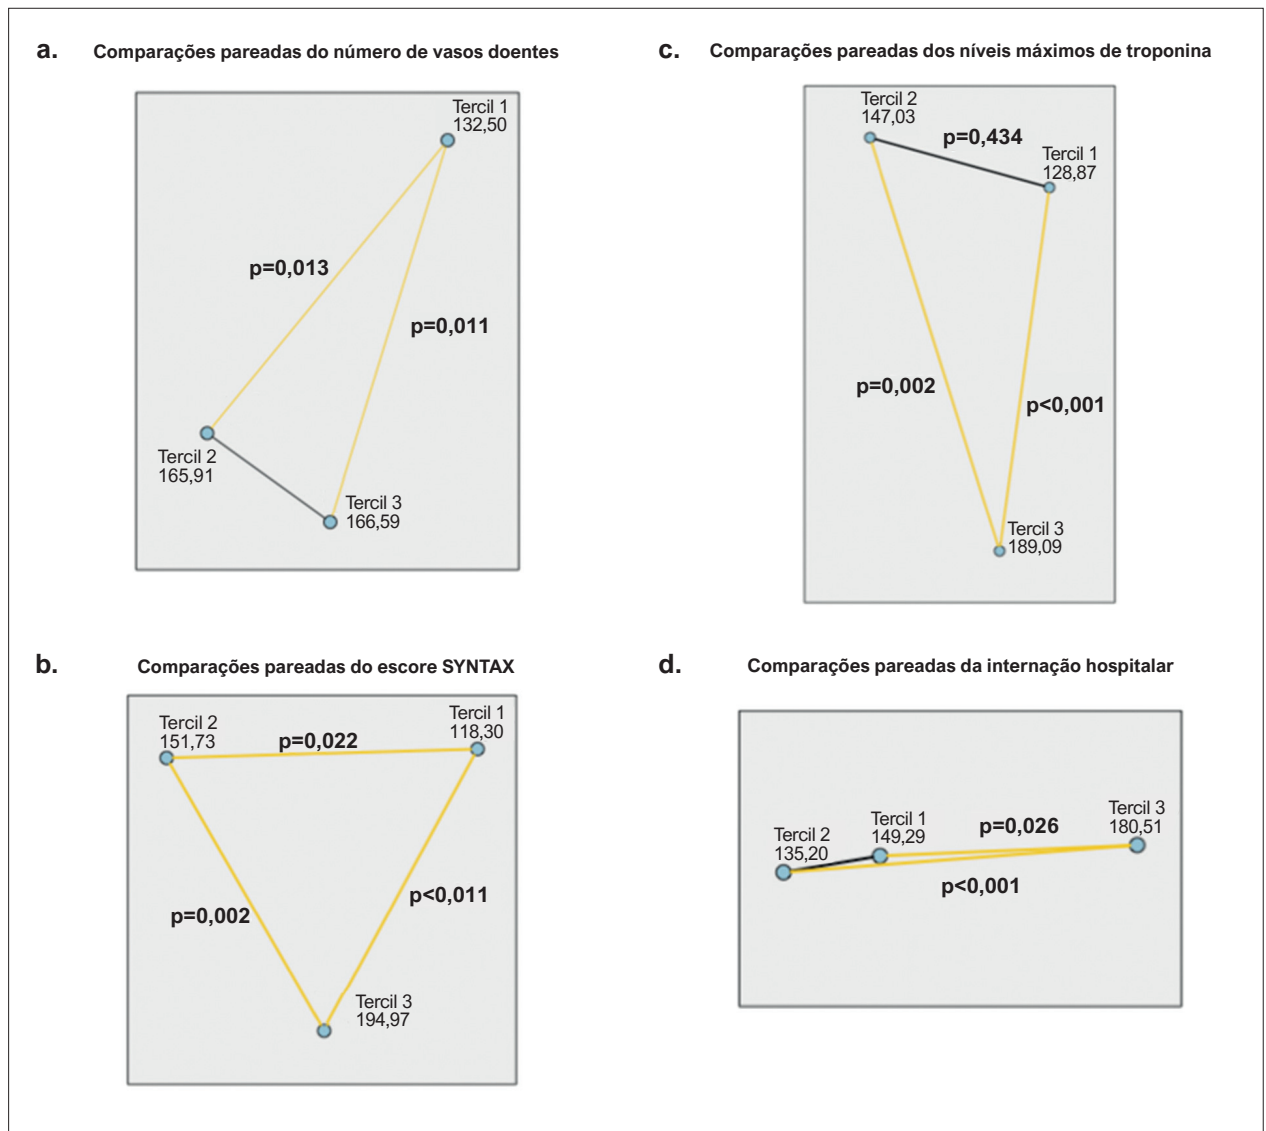 a. Comparações pareadas do número de vasos doentes
Tercil 1
132,50
p=0,013
p=0,011
Tercil 2
165,91
Tercil 3
166,59
b. Comparações pareadas do escore SYNTAX
Tercil 2
151,73
p=0,022
Tercil 1
118,30
p=0,002
p<0,011
Tercil 3
194,97
c. Comparações pareadas dos níveis máximos de troponina
Tercil 2
147,03
p=0,434
Tercil 1
128,87
p=0,002
p<0,001
Tercil 3
189,09
d. Comparações pareadas da internação hospitalar
Tercil 2
135,20
Tercil 1
149,29
p=0,026
Tercil 3
180,51
p<0,001